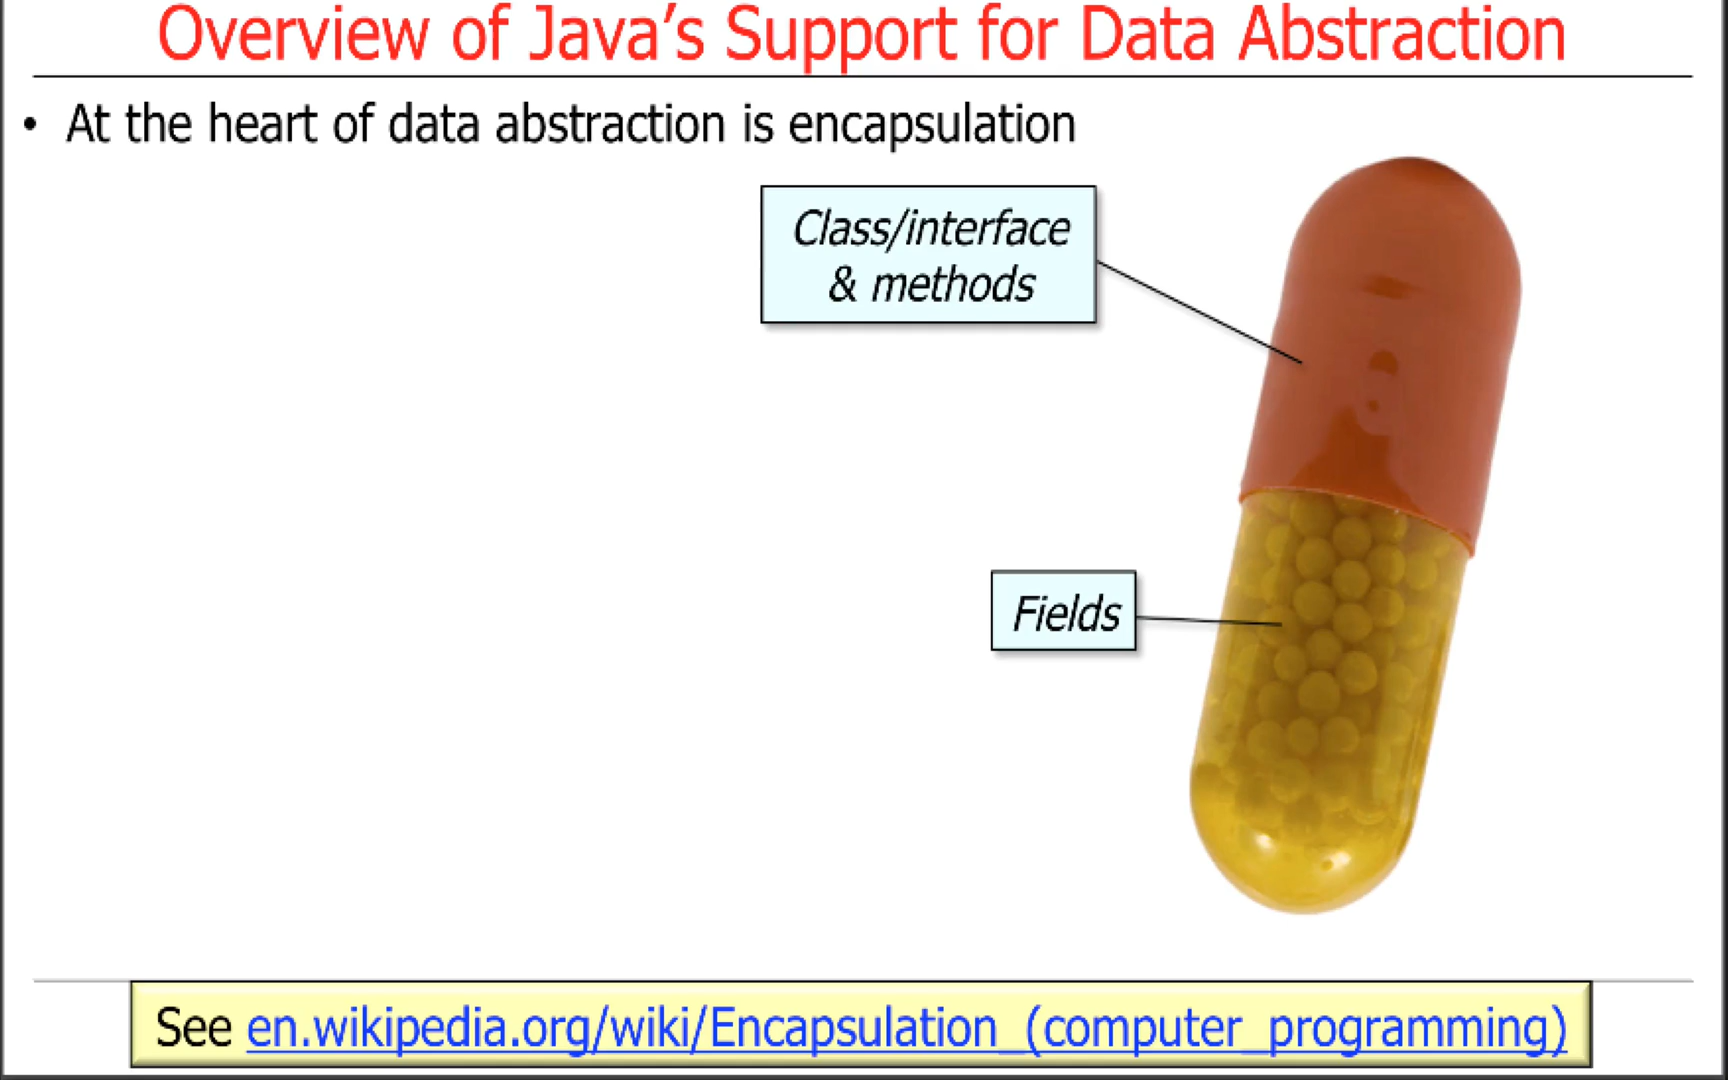 Overview of Java’s Support for Data Abstraction
• At the heart of data abstraction is encapsulation
Class/interface
& methods
Fields
See en.wikipedia.org/wiki/Encapsulation_(computer_programming)